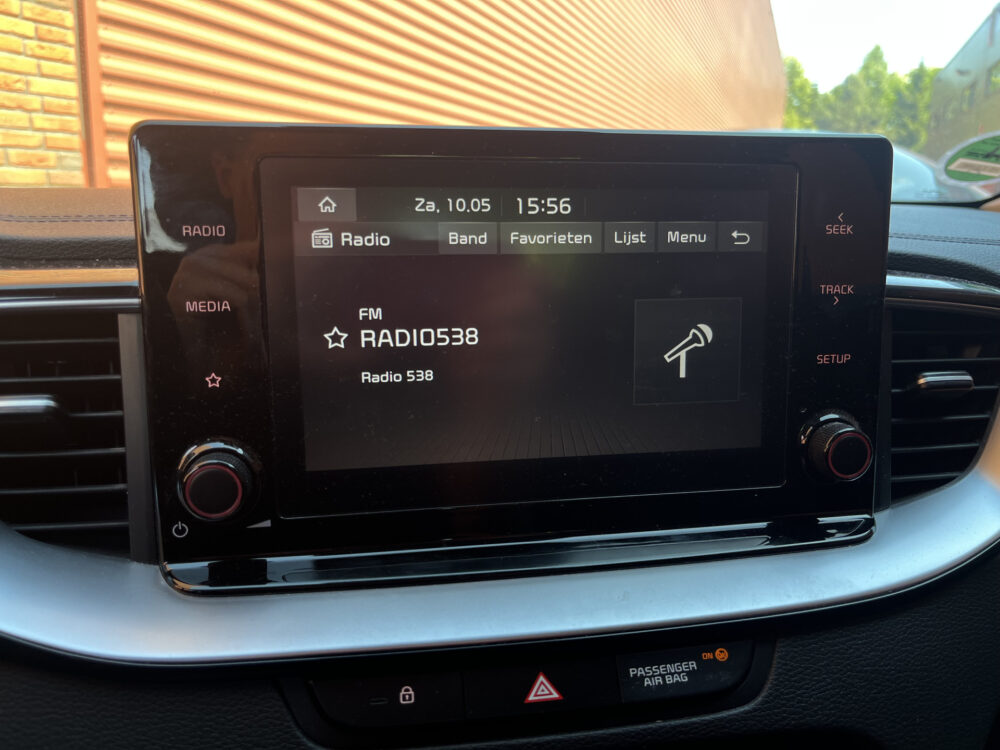 Za, 10.05 15:56
RADIO
Radio Band Favorieten Lijst Menu
SEEK
MEDIA
TRACK
FM
RADIO538
Radio 538
SETUP
PASSENGER
AIR BAG
ON